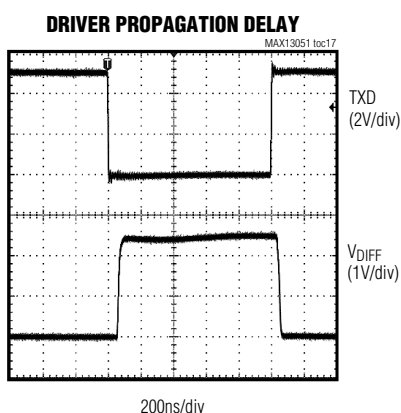 DRIVER PROPAGATION DELAY
MAX13051 toc17
TXD
(2V/div)
VDIFF
(1V/div)
200ns/div